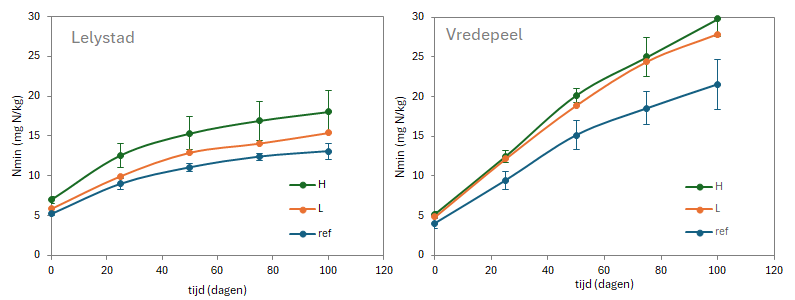 Lelystad
Nmin (mg N/kg)
30
25
20
15
10
5
0
0 20 40 60 80 100 120
tijd (dagen)
H
L
ref
Vredepeel
Nmin (mg N/kg)
30
25
20
15
10
5
0
0 20 40 60 80 100 120
tijd (dagen)
H
L
ref